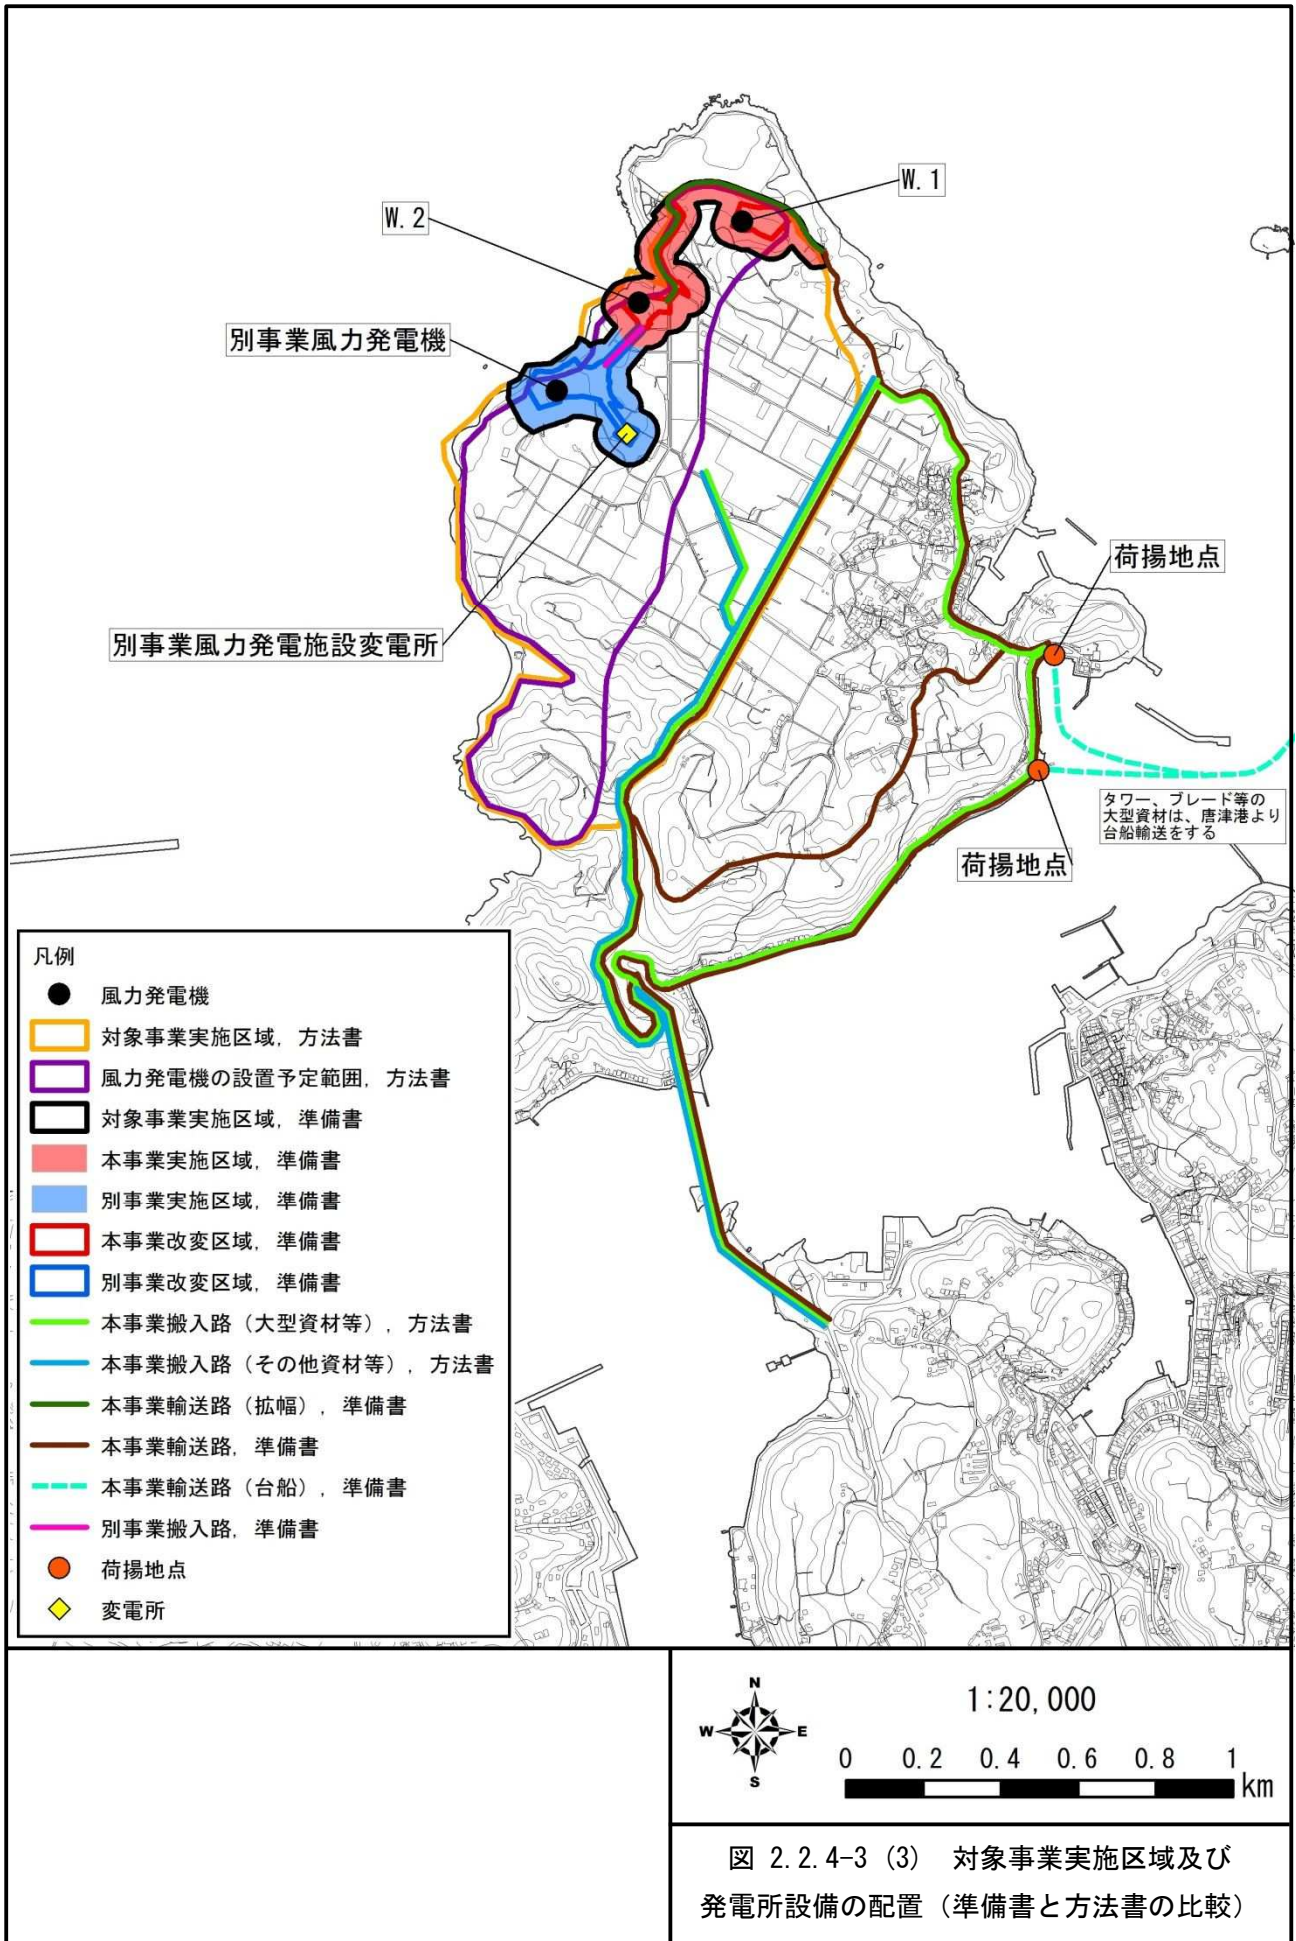 W. 1
W. 2
別事業風力発電機
荷揚地点
別事業風力発電施設変電所
タワー、ブレード等の
大型資材は、唐津港より
台船輸送をする
荷揚地点
凡例
風力発電機
対象事業実施区域, 方法書
風力発電機の設置予定範囲, 方法書
対象事業実施区域, 準備書
本事業実施区域, 準備書
別事業実施区域, 準備書
本事業改変区域, 準備書
別事業改変区域, 準備書
本事業搬入路（大型資材等）, 方法書
本事業搬入路（その他資材等）, 方法書
本事業輸送路（拡幅）, 準備書
本事業輸送路, 準備書
本事業輸送路（台船）, 準備書
別事業搬入路, 準備書
荷揚地点
変電所
N
W E
S
1:20,000
0 0.2 0.4 0.6 0.8 1
km
図 2.2.4-3 (3) 対象事業実施区域及び
発電所設備の配置（準備書と方法書の比較）